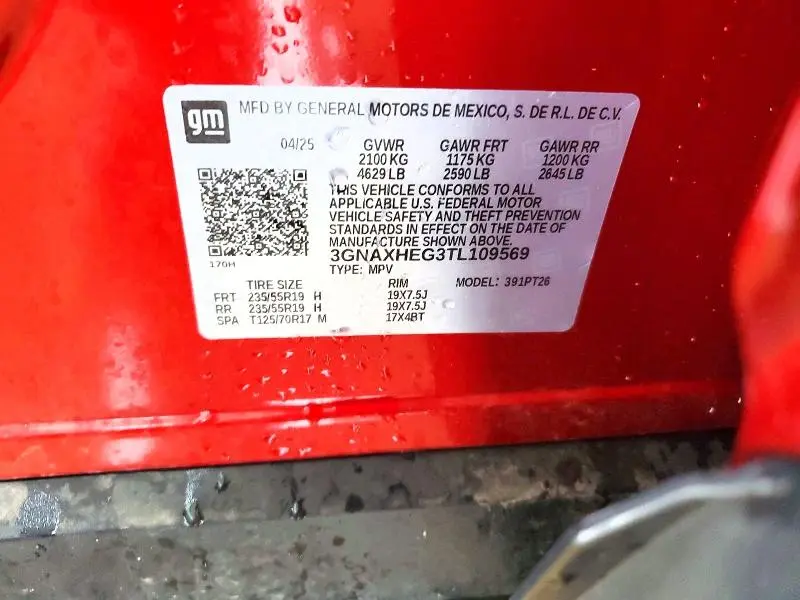 gm MFD BY GENERAL MOTORS DE MEXICO, S. DE R.L. DE C.V.
04/25 GVWR GAWR FRT GAWR RR
2100 KG 1175 KG 1200 KG
4629 LB 2590 LB 2645 LB
THIS VEHICLE CONFORMS TO ALL
APPLICABLE U.S. FEDERAL MOTOR
VEHICLE SAFETY AND THEFT PREVENTION
STANDARDS IN EFFECT ON THE DATE OF
MANUFACTURE SHOWN ABOVE.
3GNAXHEG3TL109569
170H
TYPE: MPV
TIRE SIZE RIM MODEL: 391PT26
FRT 235/55R19 H 19X7.5J
RR 235/55R19 H 19X7.5J
SPA T125/70R17 M 17X4BT